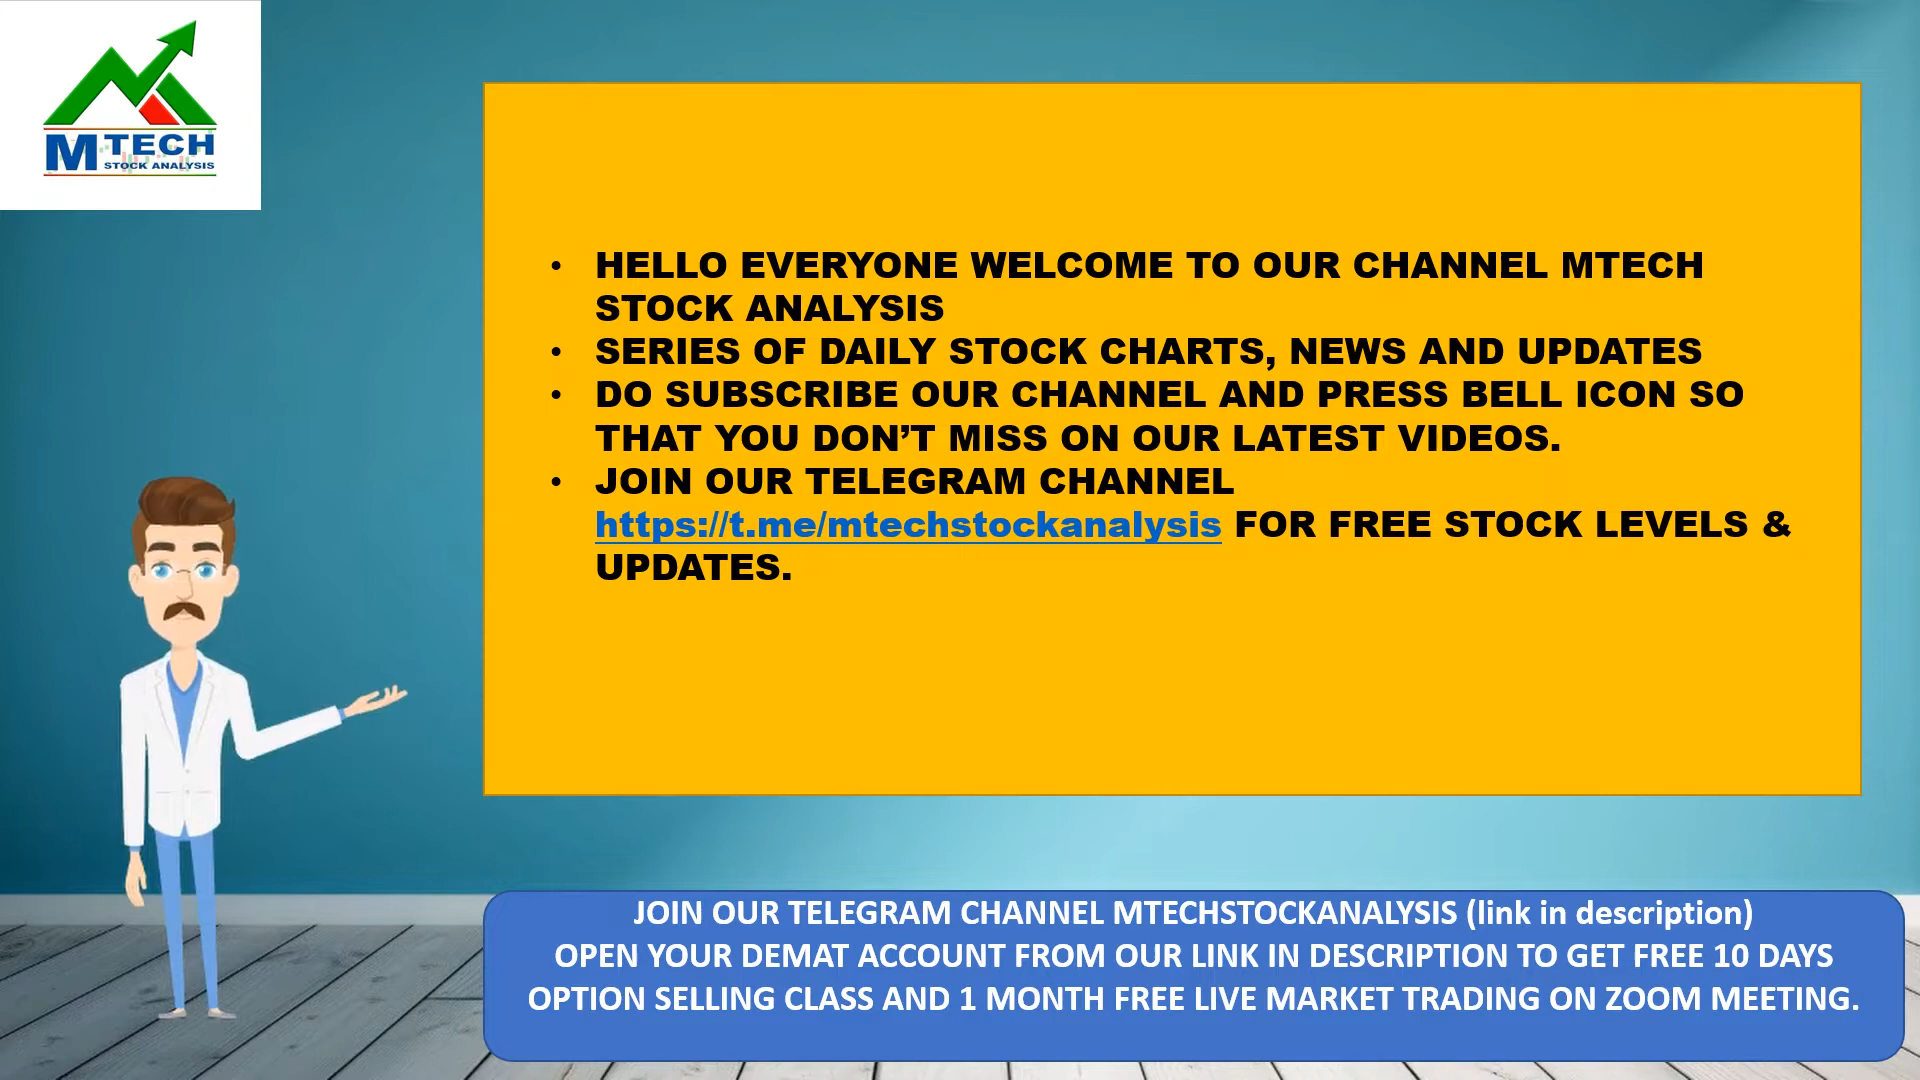 M TECH
STOCK ANALYSIS
• HELLO EVERYONE WELCOME TO OUR CHANNEL MTECH
STOCK ANALYSIS
• SERIES OF DAILY STOCK CHARTS, NEWS AND UPDATES
• DO SUBSCRIBE OUR CHANNEL AND PRESS BELL ICON SO
THAT YOU DON’T MISS ON OUR LATEST VIDEOS.
• JOIN OUR TELEGRAM CHANNEL
https://t.me/mtechstockanalysis FOR FREE STOCK LEVELS &
UPDATES.
JOIN OUR TELEGRAM CHANNEL MTECHSTOCKANALYSIS (link in description)
OPEN YOUR DEMAT ACCOUNT FROM OUR LINK IN DESCRIPTION TO GET FREE 10 DAYS
OPTION SELLING CLASS AND 1 MONTH FREE LIVE MARKET TRADING ON ZOOM MEETING.